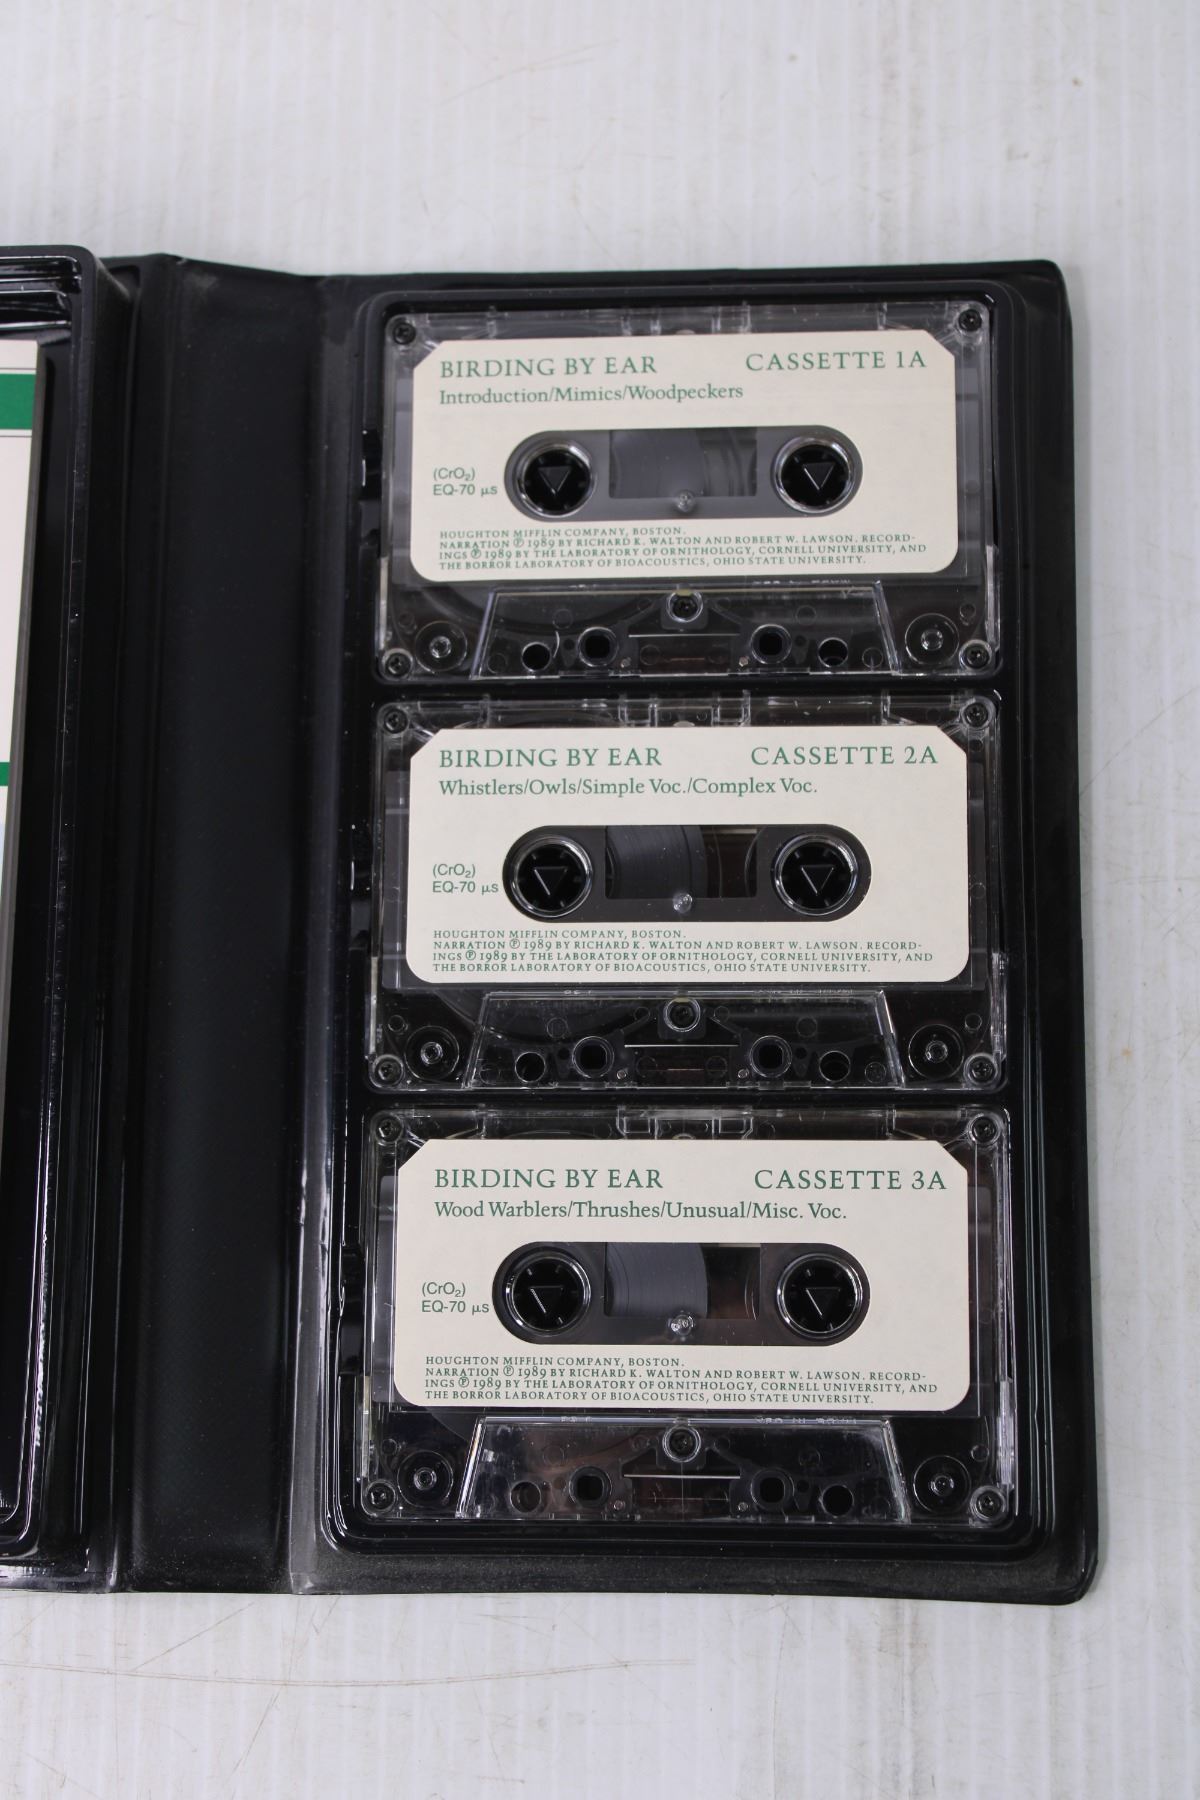 BIRDING BY EAR CASSETTE 1A
Introduction/Mimics/Woodpeckers
(CrO₂)
EQ-70 µs
HOUGHTON MIFFLIN COMPANY, BOSTON.
NARRATION ℗ 1989 BY RICHARD K. WALTON AND ROBERT W. LAWSON. RECORD-
INGS ℗ 1989 BY THE LABORATORY OF ORNITHOLOGY, CORNELL UNIVERSITY, AND
THE BORROR LABORATORY OF BIOACOUSTICS, OHIO STATE UNIVERSITY.
BIRDING BY EAR CASSETTE 2A
Whistlers/Owls/Simple Voc./Complex Voc.
(CrO₂)
EQ-70 µs
HOUGHTON MIFFLIN COMPANY, BOSTON.
NARRATION ℗ 1989 BY RICHARD K. WALTON AND ROBERT W. LAWSON. RECORD-
INGS ℗ 1989 BY THE LABORATORY OF ORNITHOLOGY, CORNELL UNIVERSITY, AND
THE BORROR LABORATORY OF BIOACOUSTICS, OHIO STATE UNIVERSITY.
BIRDING BY EAR CASSETTE 3A
Wood Warblers/Thrushes/Unusual/Misc. Voc.
(CrO₂)
EQ-70 µs
HOUGHTON MIFFLIN COMPANY, BOSTON.
NARRATION ℗ 1989 BY RICHARD K. WALTON AND ROBERT W. LAWSON. RECORD-
INGS ℗ 1989 BY THE LABORATORY OF ORNITHOLOGY, CORNELL UNIVERSITY, AND
THE BORROR LABORATORY OF BIOACOUSTICS, OHIO STATE UNIVERSITY.